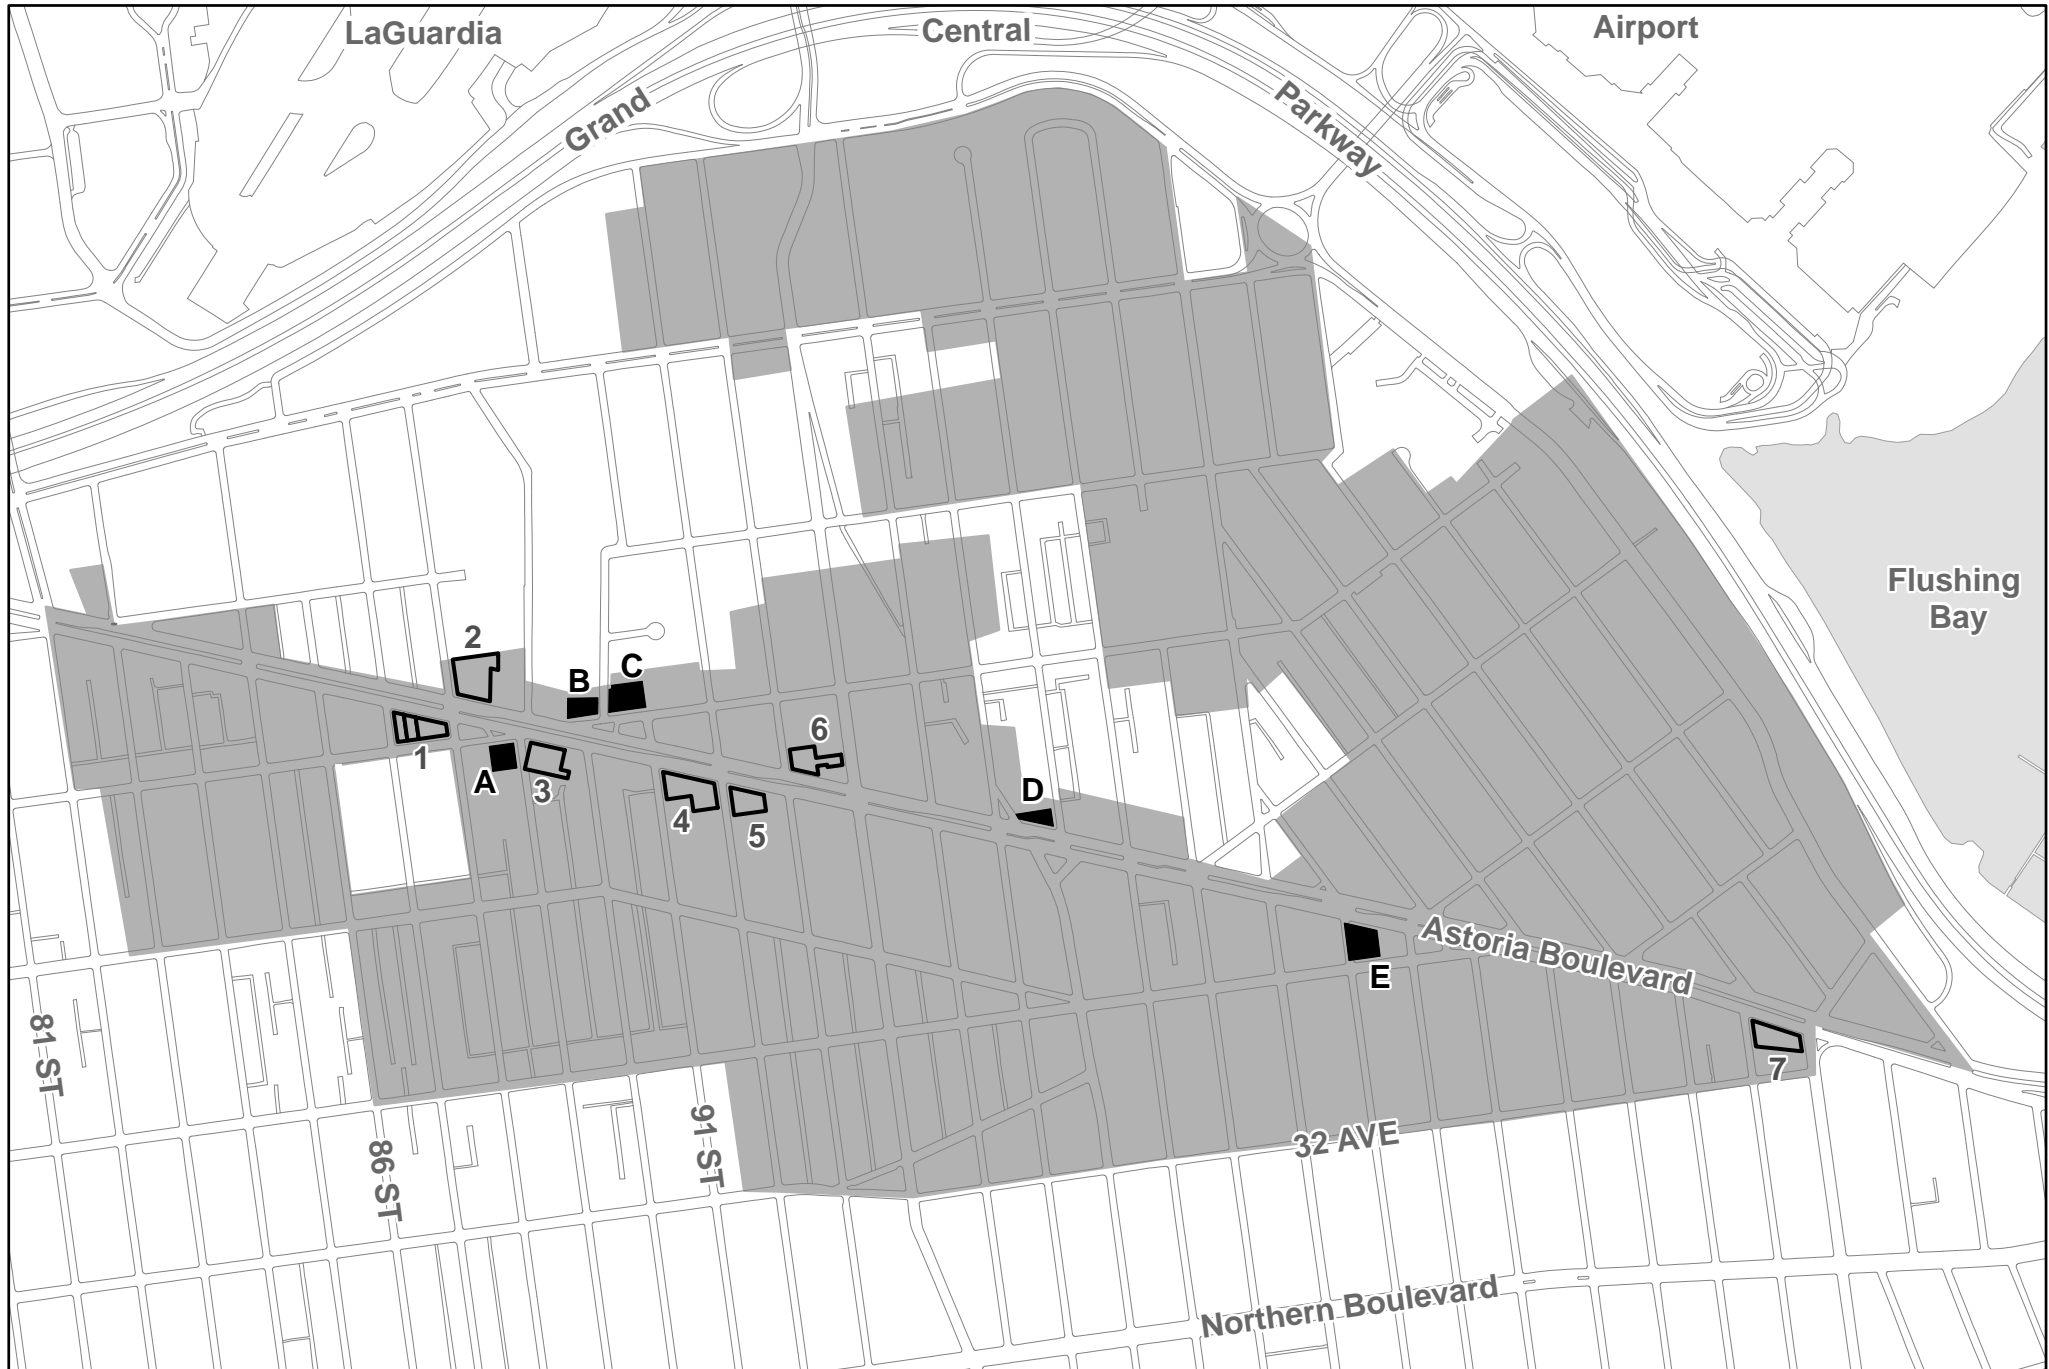 LaGuardia
Central
Airport
Grand
Parkway
Flushing
Bay
2
B
C
1
A
3
6
4
5
D
E
Astoria Boulevard
7
81 ST
86 ST
91 ST
32 AVE
Northern Boulevard